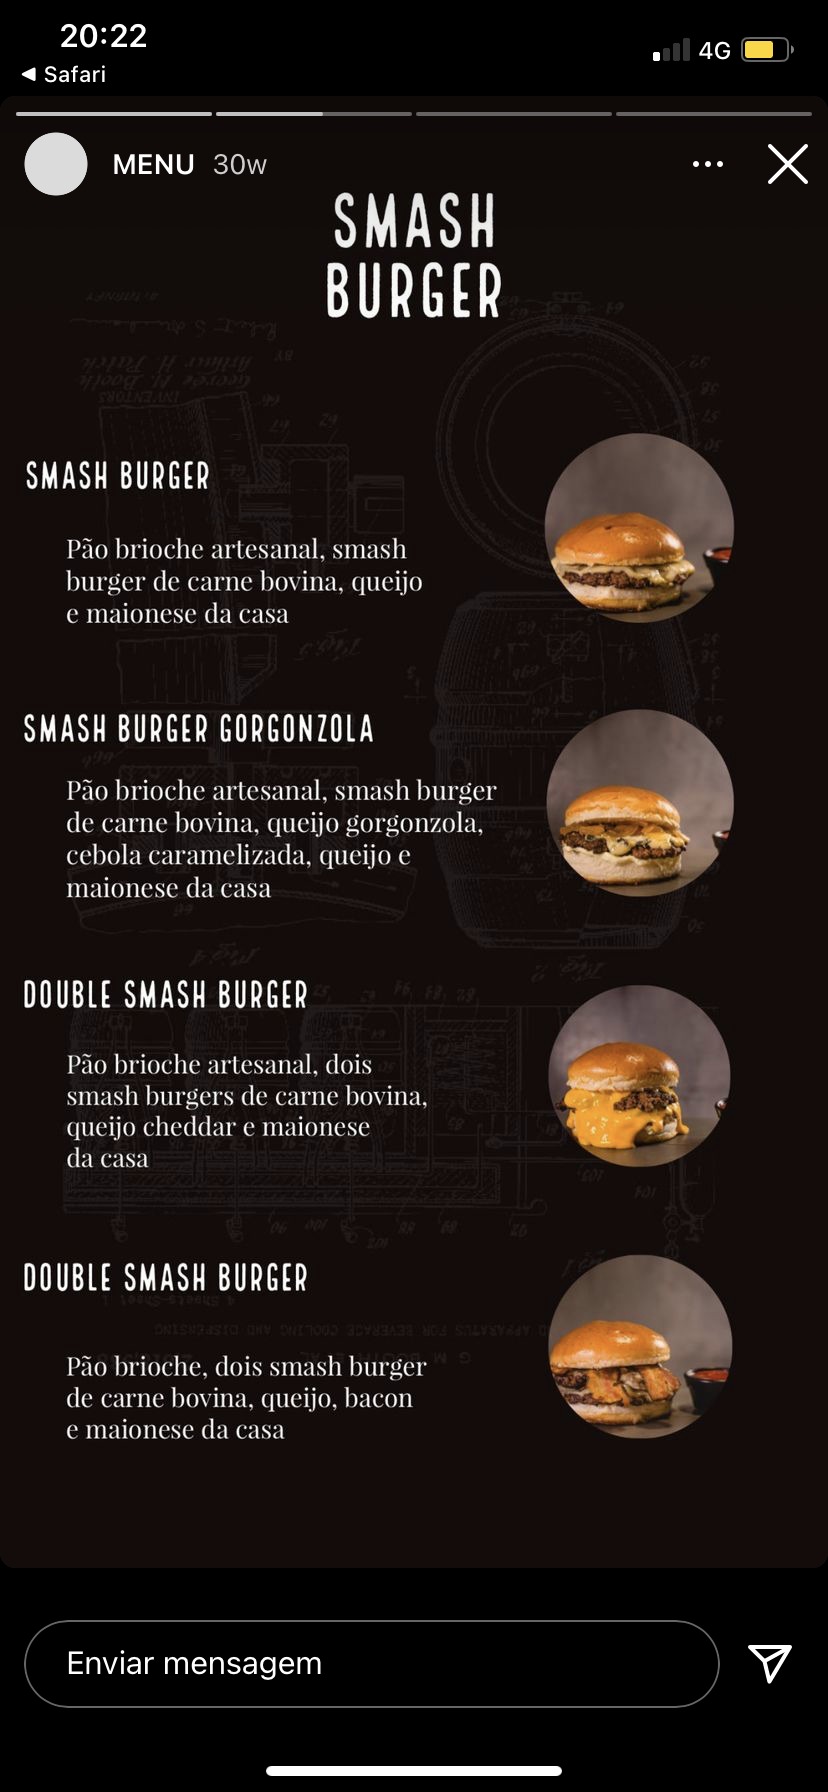 20:22
4G
Safari
MENU 30w
SMASH
BURGER
SMASH BURGER
Pão brioche artesanal, smash
burger de carne bovina, queijo
e maionese da casa
SMASH BURGER GORGONZOLA
Pão brioche artesanal, smash burger
de carne bovina, queijo gorgonzola,
cebola caramelizada, queijo e
maionese da casa
DOUBLE SMASH BURGER
Pão brioche artesanal, dois
smash burgers de carne bovina,
queijo cheddar e maionese
da casa
DOUBLE SMASH BURGER
Pão brioche, dois smash burger
de carne bovina, queijo, bacon
e maionese da casa
Enviar mensagem